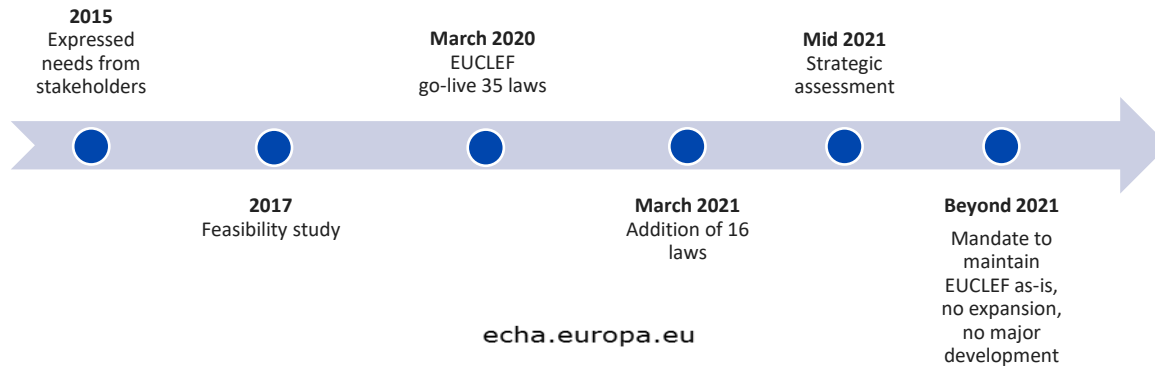 2015
Expressed
needs from
stakeholders
2017
Feasibility study
March 2020
EUCLEF
go-live 35 laws
March 2021
Addition of 16
laws
Mid 2021
Strategic
assessment
Beyond 2021
Mandate to
maintain
EUCLEF as-is,
no expansion,
no major
development
echa.europa.eu